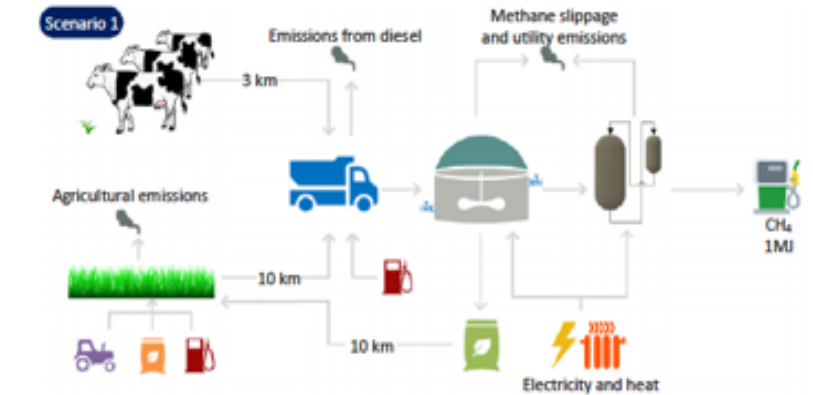 Scenario 1
Methane slippage
and utility emissions
Emissions from diesel
3 km
Agricultural emissions
CH₄
1MJ
10 km
10 km
Electricity and heat